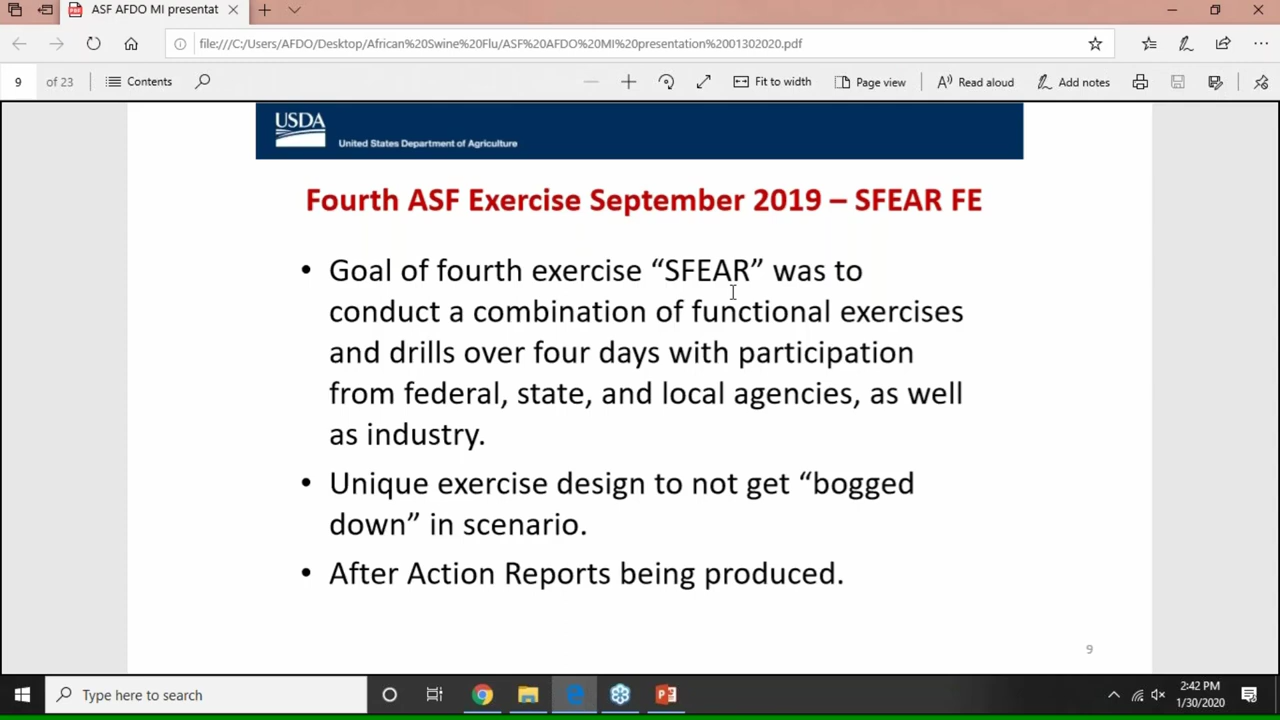 ASF AFDO MI presentat
file:///C:/Users/AFDO/Desktop/African%20Swine%20Flu/ASF%20AFDO%20MI%20presentation%2001302020.pdf
9 of 23 Contents Fit to width Page view Read aloud Add notes
USDA
United States Department of Agriculture
Fourth ASF Exercise September 2019 – SFEAR FE
• Goal of fourth exercise “SFEAR” was to
conduct a combination of functional exercises
and drills over four days with participation
from federal, state, and local agencies, as well
as industry.
• Unique exercise design to not get “bogged
down” in scenario.
• After Action Reports being produced.
9
Type here to search
2:42 PM
1/30/2020